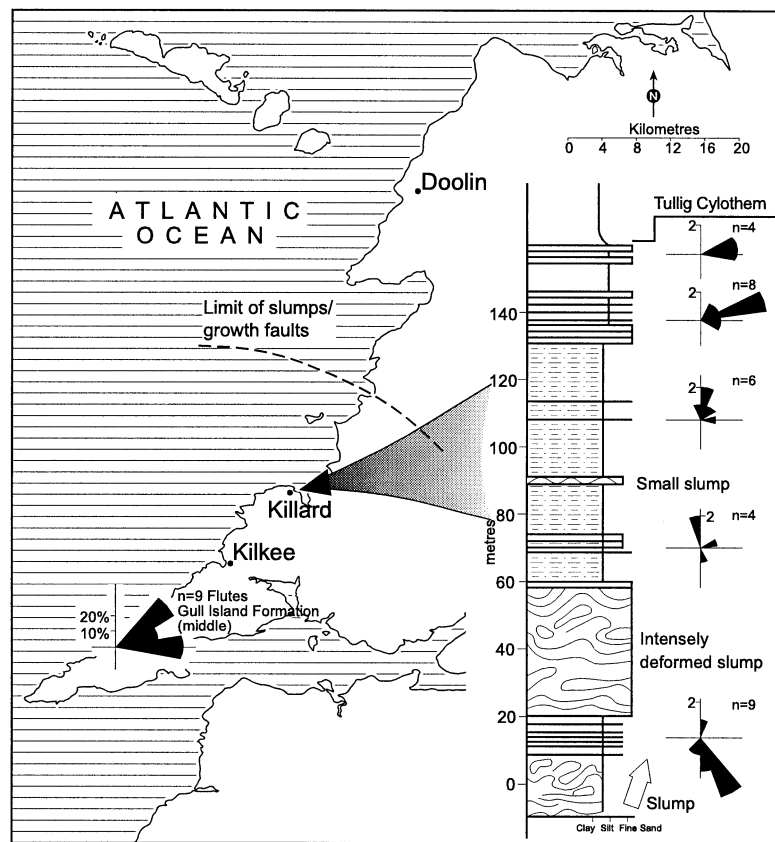 N
Kilometres
0 4 8 12 16 20
Doolin
ATLANTIC
OCEAN
Limit of slumps/
growth faults
Killard
Kilkee
n=9 Flutes
Gull Island Formation
(middle)
20%
10%
Tullig Cylothem
2 n=4
2 n=8
140
120
2 n=6
100
Small slump
80
metres
2 n=4
60
40
Intensely
deformed slump
20
2 n=9
0
Slump
Clay Silt Fine Sand